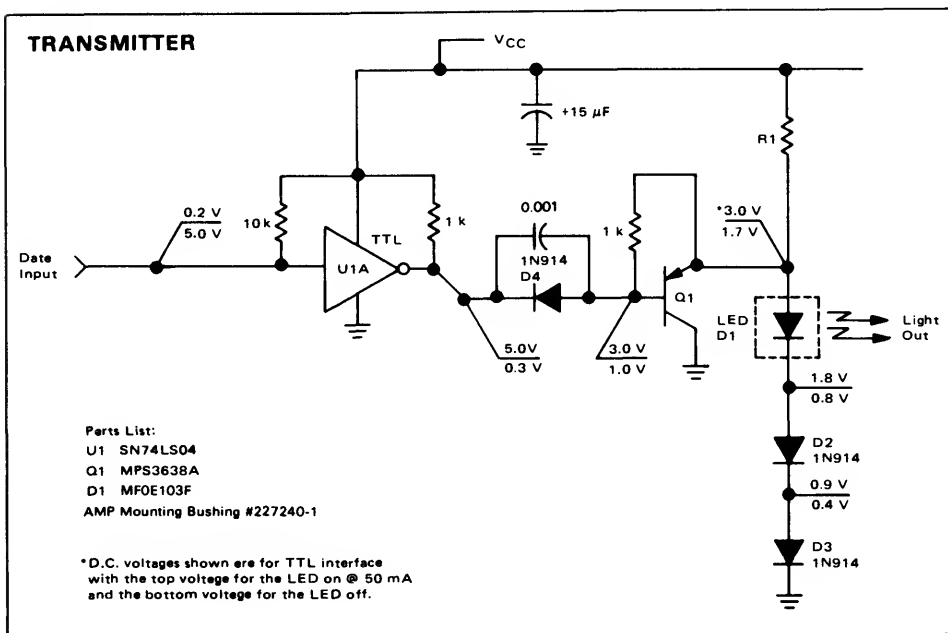 TRANSMITTER
VCC
+15 µF
R1
0.2 V
5.0 V
10k
1 k
TTL
U1A
Date
Input
0.001
1N914
D4
1 k
Q1
*3.0 V
1.7 V
5.0V
0.3 V
3.0 V
1.0 V
LED
D1
Light
Out
1.8 V
0.8 V
D2
1N914
0.9 V
0.4 V
D3
1N914
Parts List:
U1 SN74LS04
Q1 MPS3638A
D1 MF0E103F
AMP Mounting Bushing #227240-1
*D.C. voltages shown are for TTL interface
with the top voltage for the LED on @ 50 mA
and the bottom voltage for the LED off.